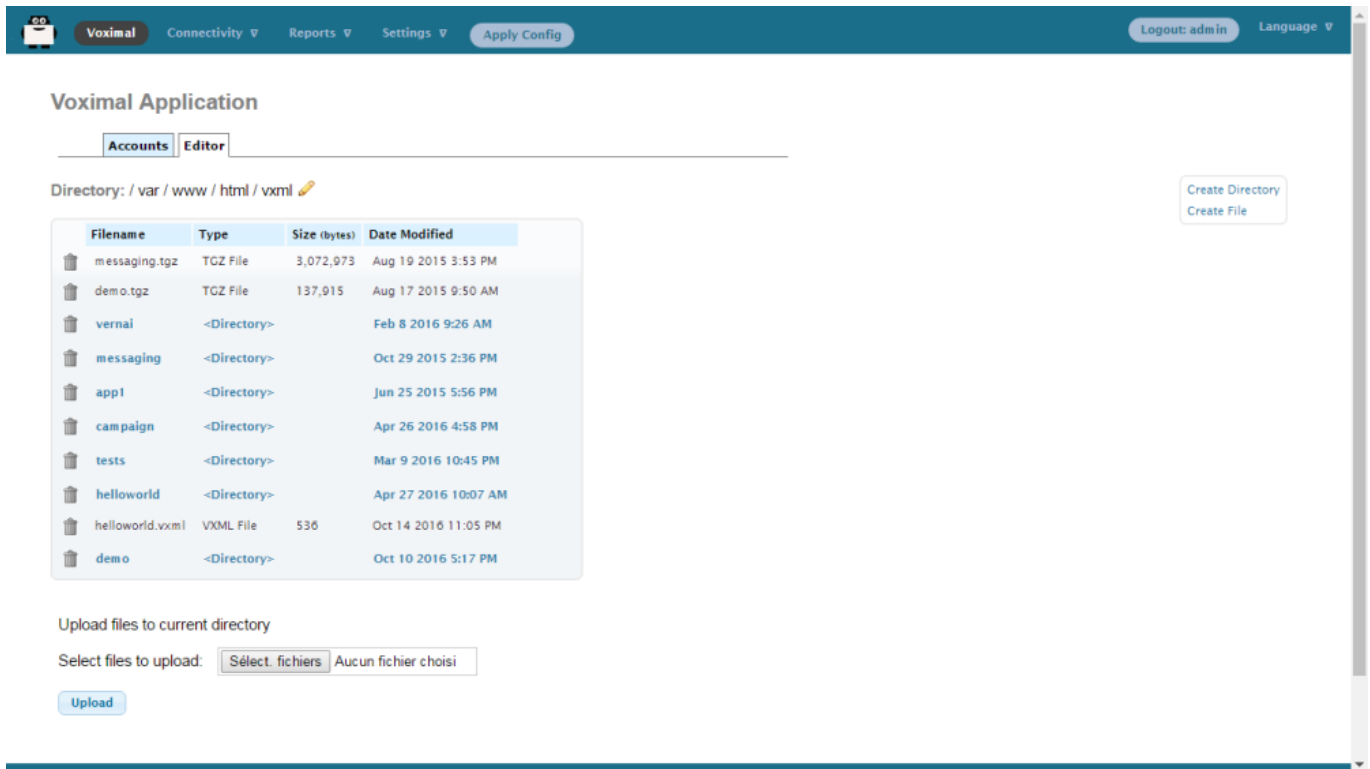 Voximal Connectivity ∇ Reports ∇ Settings ∇ Apply Config Logout: admin Language ∇
Voximal Application
Accounts Editor
Directory: / var / www / html / vxml
Create Directory
Create File
Filename Type Size (bytes) Date Modified
messaging.tgz TGZ File 3,072,973 Aug 19 2015 3:53 PM
demo.tgz TGZ File 137,915 Aug 17 2015 9:50 AM
vernai <Directory> Feb 8 2016 9:26 AM
messaging <Directory> Oct 29 2015 2:36 PM
app1 <Directory> Jun 25 2015 5:56 PM
campaign <Directory> Apr 26 2016 4:58 PM
tests <Directory> Mar 9 2016 10:45 PM
helloworld <Directory> Apr 27 2016 10:07 AM
helloworld.vxml VXML File 536 Oct 14 2016 11:05 PM
demo <Directory> Oct 10 2016 5:17 PM
Upload files to current directory
Select files to upload: Sélect. fichiers Aucun fichier choisi
Upload